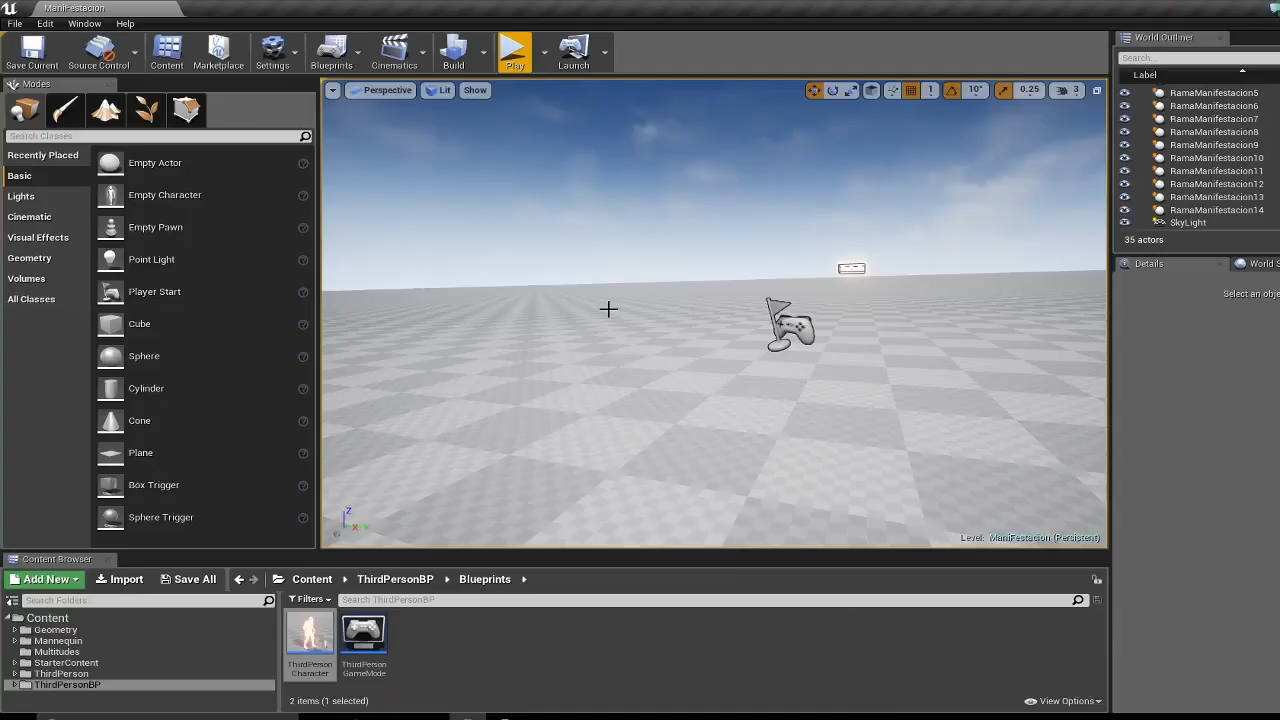 ManiFestacion
File Edit Window Help
Save Current Source Control Content Marketplace Settings Blueprints Cinematics Build Play Launch
Modes
Search Classes
Recently Placed
Basic
Lights
Cinematic
Visual Effects
Geometry
Volumes
All Classes
Empty Actor
Empty Character
Empty Pawn
Point Light
Player Start
Cube
Sphere
Cylinder
Cone
Plane
Box Trigger
Sphere Trigger
Perspective Lit Show
1 10° 0.25 3
Z
X Y
Level: ManiFestacion (Persistent)
World Outliner
Search...
Label
RamaManifestacion5
RamaManifestacion6
RamaManifestacion7
RamaManifestacion8
RamaManifestacion9
RamaManifestacion10
RamaManifestacion11
RamaManifestacion12
RamaManifestacion13
RamaManifestacion14
SkyLight
35 actors
Details World S
Select an obje
Content Browser
Add New Import Save All Content ThirdPersonBP Blueprints
Search Folders
Content
Geometry
Mannequin
Multitudes
StarterContent
ThirdPerson
ThirdPersonBP
Filters Search ThirdPersonBP
ThirdPerson
Character
ThirdPerson
GameMode
2 items (1 selected)
View Options